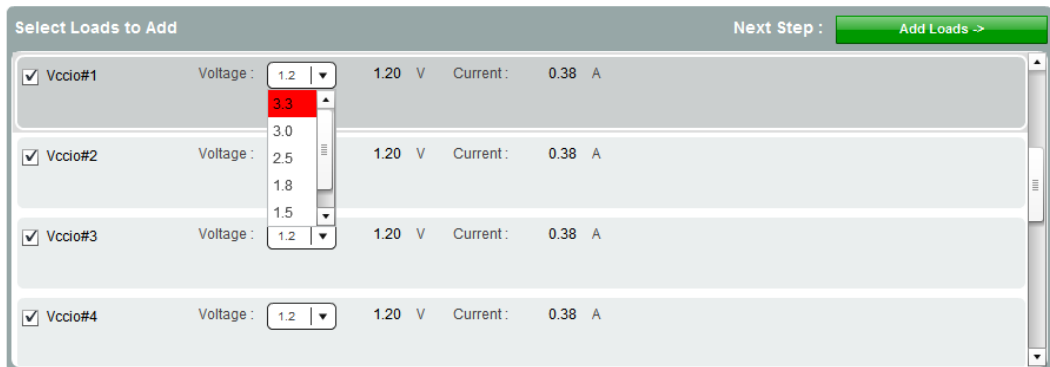 Select Loads to Add Next Step : Add Loads ->
Vccio#1 Voltage : 1.2 1.20 V Current : 0.38 A
3.3
3.0
Vccio#2 Voltage : 2.5 1.20 V Current : 0.38 A
1.8
1.5
Vccio#3 Voltage : 1.2 1.20 V Current : 0.38 A
Vccio#4 Voltage : 1.2 1.20 V Current : 0.38 A